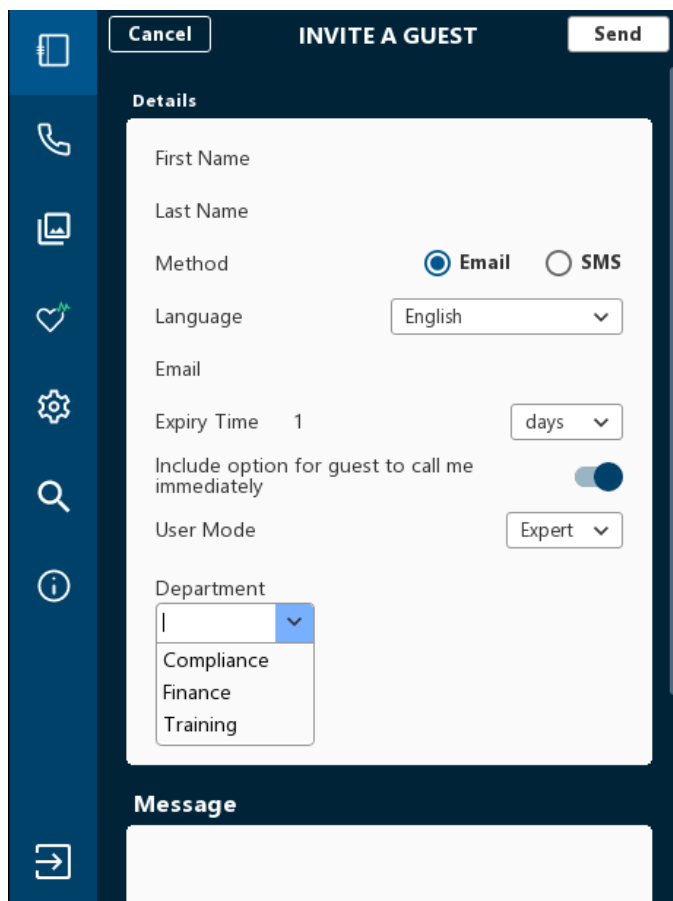 Cancel INVITE A GUEST Send
Details
First Name
Last Name
Method Email SMS
Language English
Email
Expiry Time 1 days
Include option for guest to call me
immediately
User Mode Expert
Department
Compliance
Finance
Training
Message